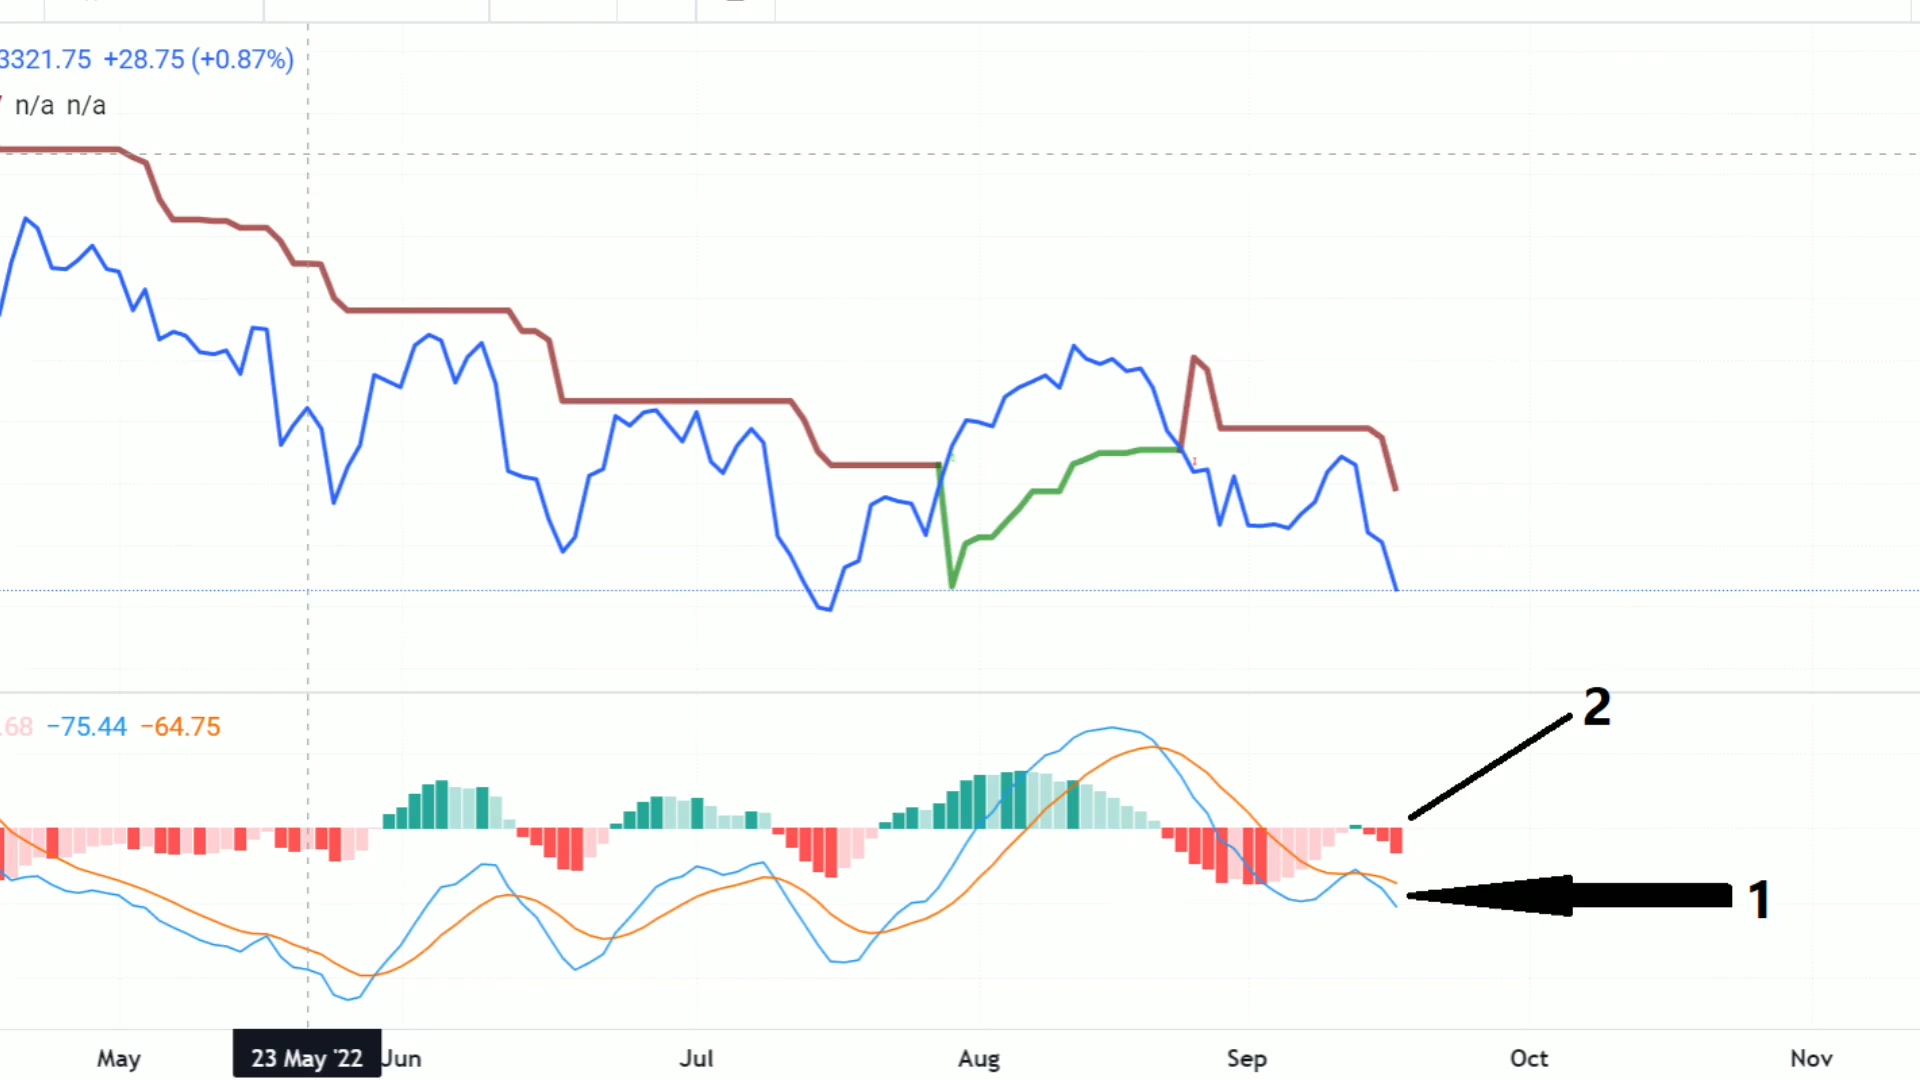 3321.75 +28.75 (+0.87%)
n/a n/a
.68 −75.44 −64.75
2
1
May 23 May '22 Jun Jul Aug Sep Oct Nov